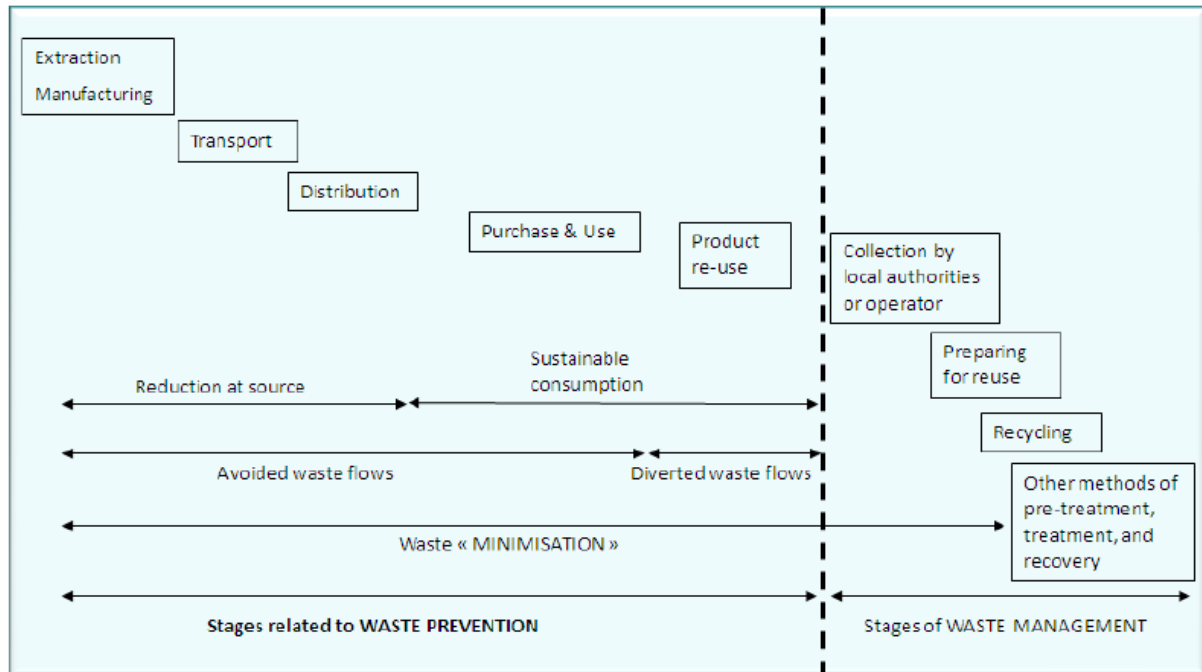 Extraction
Manufacturing
Transport
Distribution
Purchase & Use
Product
re-use
Collection by
local authorities
or operator
Preparing
for reuse
Recycling
Other methods of
pre-treatment,
treatment, and
recovery
Reduction at source
Sustainable
consumption
Avoided waste flows
Diverted waste flows
Waste « MINIMISATION »
Stages related to WASTE PREVENTION
Stages of WASTE MANAGEMENT